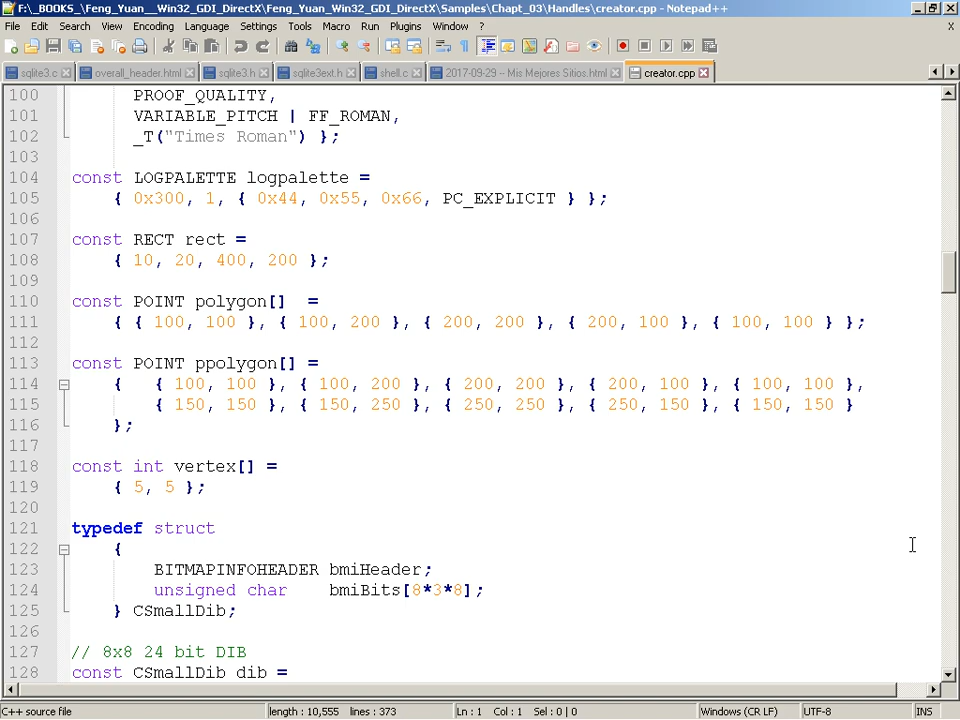 F:\_BOOKS_\Feng_Yuan__Win32_GDI_DirectX\Feng_Yuan_Win32_GDI_DirectX\Samples\Chapt_03\Handles\creator.cpp - Notepad++
File Edit Search View Encoding Language Settings Tools Macro Run Plugins Window ? X
sqlite3.c overall_header.html sqlite3.h sqlite3ext.h shell.c 2017-09-29 -- Mis Mejores Sitios.html creator.cpp
100 PROOF_QUALITY,
101 VARIABLE_PITCH | FF_ROMAN,
102 _T("Times Roman") };
103
104 const LOGPALETTE logpalette =
105 { 0x300, 1, { 0x44, 0x55, 0x66, PC_EXPLICIT } };
106
107 const RECT rect =
108 { 10, 20, 400, 200 };
109
110 const POINT polygon[]  =
111 { { 100, 100 }, { 100, 200 }, { 200, 200 }, { 200, 100 }, { 100, 100 } };
112
113 const POINT ppolygon[] =
114 {   { 100, 100 }, { 100, 200 }, { 200, 200 }, { 200, 100 }, { 100, 100 },
115 { 150, 150 }, { 150, 250 }, { 250, 250 }, { 250, 150 }, { 150, 150 }
116 };
117
118 const int vertex[] =
119 { 5, 5 };
120
121 typedef struct
122 {
123 BITMAPINFOHEADER bmiHeader;
124 unsigned char    bmiBits[8*3*8];
125 } CSmallDib;
126
127 // 8x8 24 bit DIB
128 const CSmallDib dib =
C++ source file length : 10,555 lines : 373 Ln : 1 Col : 1 Sel : 0 | 0 Windows (CR LF) UTF-8 INS